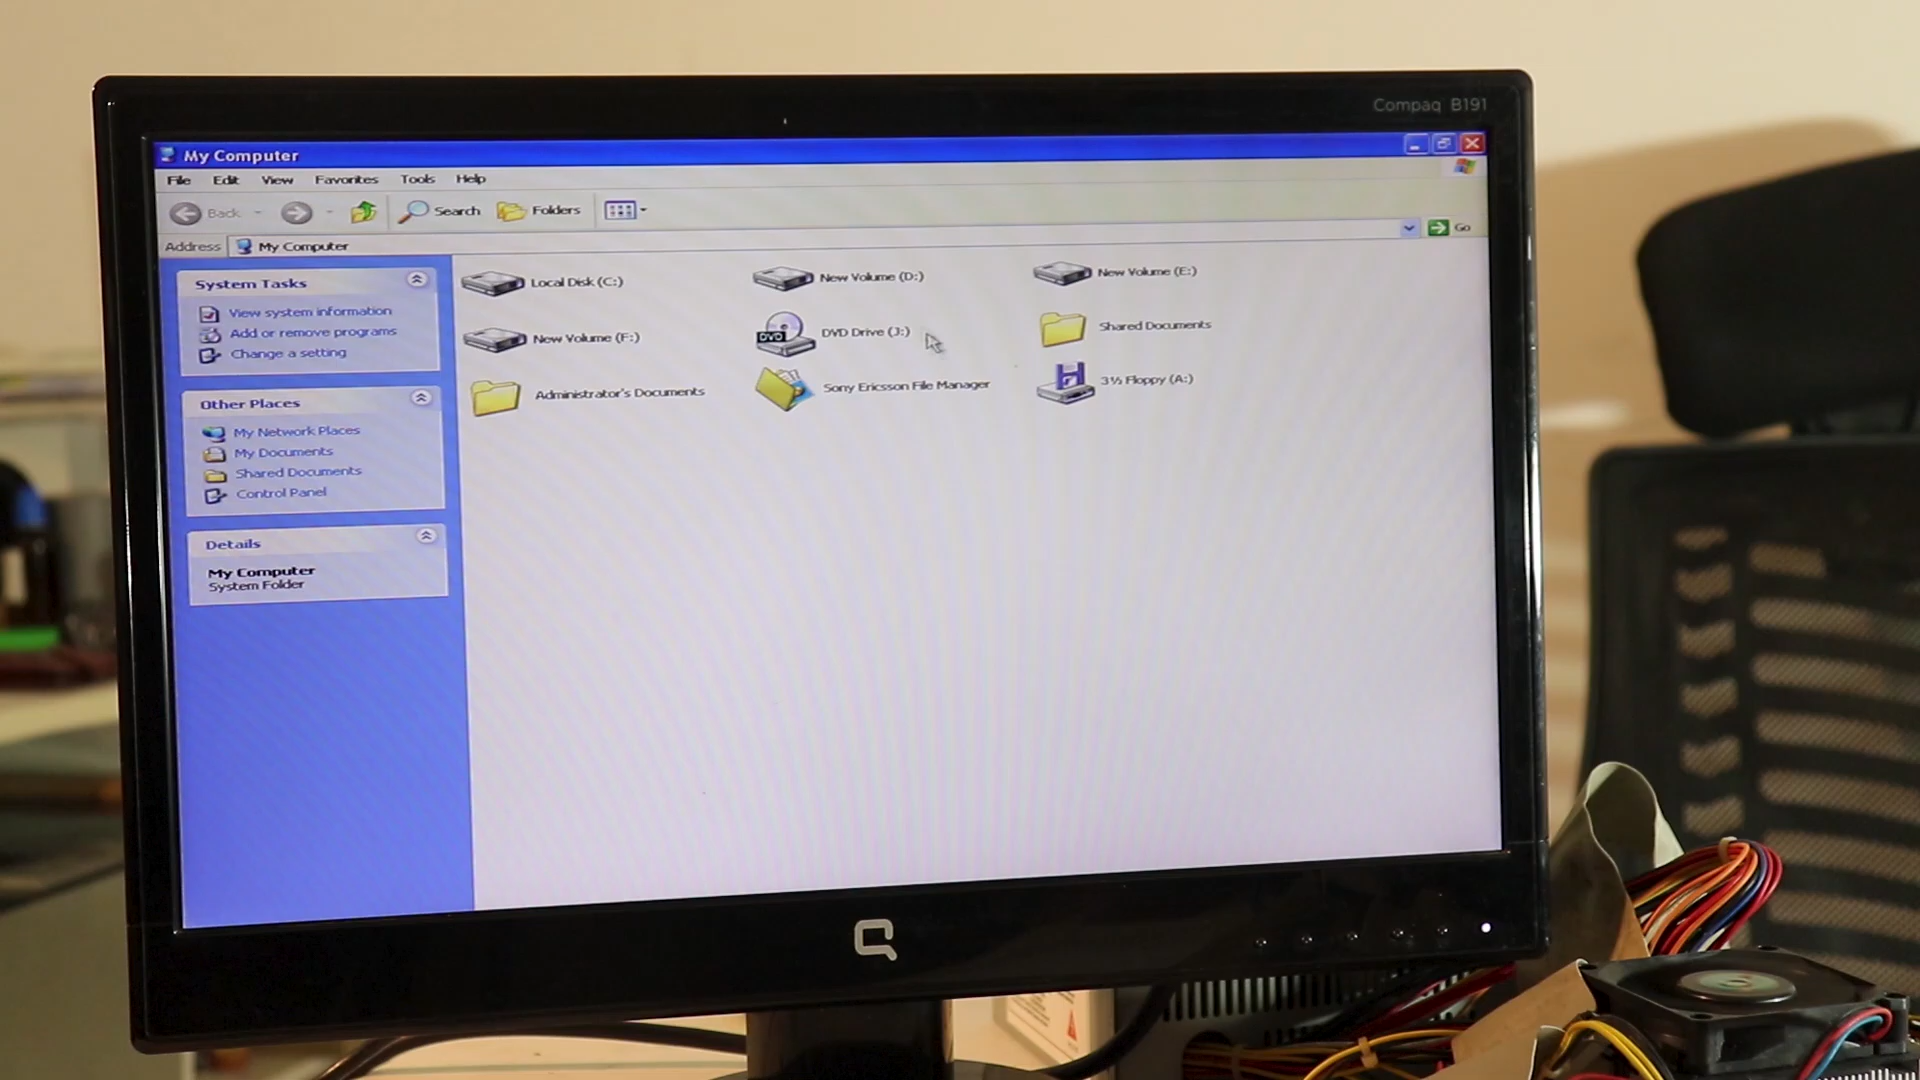 Compaq B191
My Computer
File Edit View Favorites Tools Help
Back Search Folders
Address My Computer Go
System Tasks
View system information
Add or remove programs
Change a setting
Other Places
My Network Places
My Documents
Shared Documents
Control Panel
Details
My Computer
System Folder
Local Disk (C:) New Volume (D:) New Volume (E:)
New Volume (F:) DVD Drive (J:) Shared Documents
DVD
Administrator's Documents Sony Ericsson File Manager 3½ Floppy (A:)